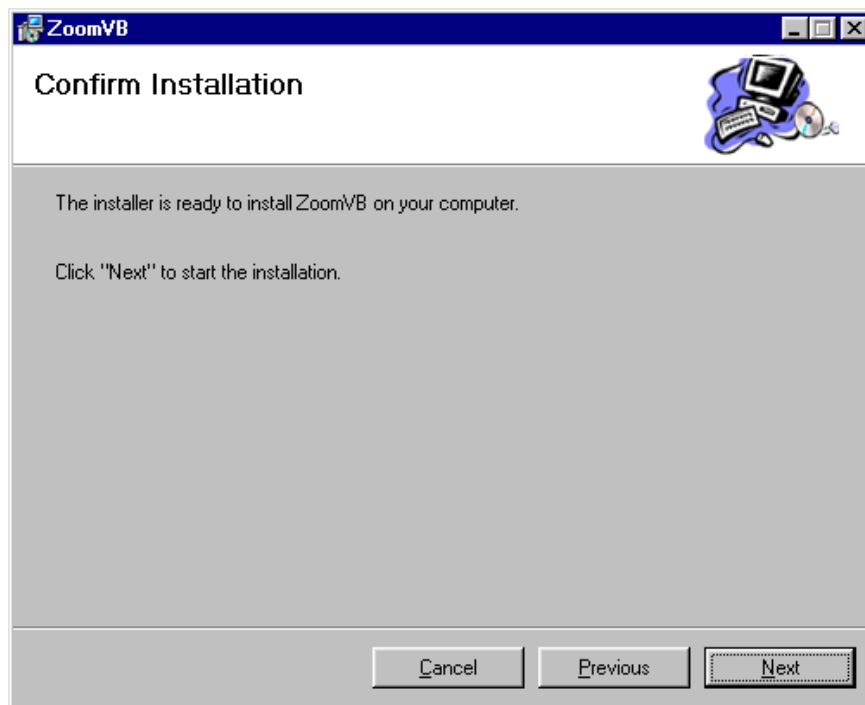 ZoomVB
Confirm Installation
The installer is ready to install ZoomVB on your computer.
Click "Next" to start the installation.
Cancel
Previous
Next